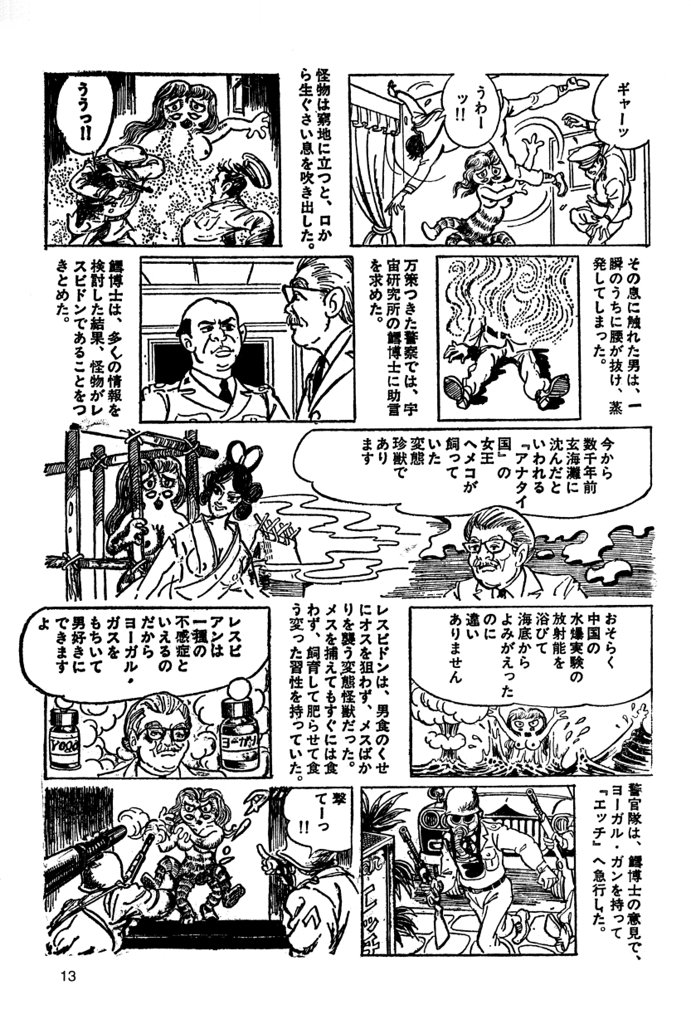 ギャーッ
うわー
ッ!!
怪物は窮地に立つと、口か
ら生ぐさい息を吹き出した。
ううっ!!
その息に触れた男は、一
瞬のうちに腰が抜け、蒸
発してしまった。
万策つきた警察では、宇
宙研究所の鰐博士に助言
を求めた。
鰐博士は、多くの情報を
検討した結果、怪物がレ
スビドンであることをつ
きとめた。
今から
数千年前
玄海灘に
沈んだと
いわれる
『アナタイ
国』の
女王
ヘメコが
飼って
いた
変態
珍獣で
あり
ます
おそらく
中国の
水爆実験の
放射能を
浴びて
海底から
よみがえった
のに
違い
ありません
レスビドンは、男食のくせ
にオスを狙わず、メスばか
りを襲う変態怪獣だった。
メスを捕えてもすぐには食
わず、飼育して肥らせて食
う変った習性を持っていた。
レスビ
アンは
一種の
不感症と
いえるの
だから
ヨーガル・
ガスを
もちいて
男好きに
できます
よ
警官隊は、鰐博士の意見で、
ヨーガル・ガンを持って
『エッチ』へ急行した。
エッチ
撃
てーっ
!!
13